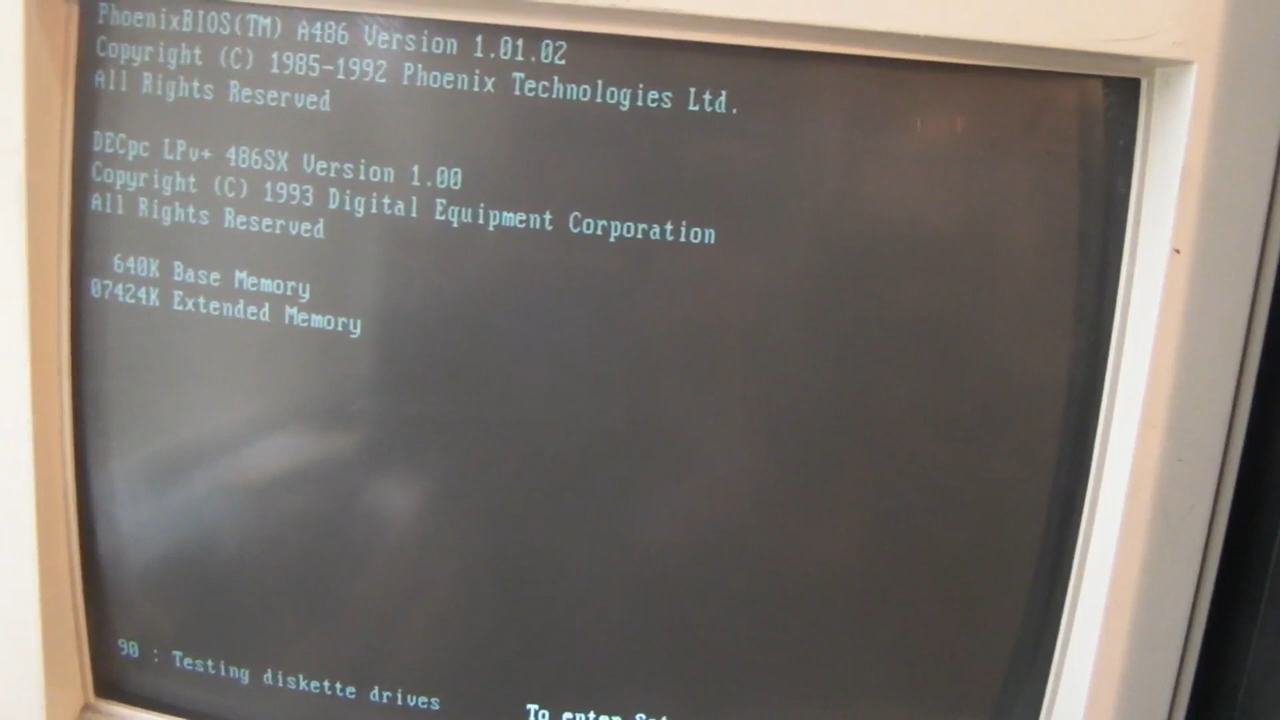 PhoenixBIOS(TM) A486 Version 1.01.02
Copyright (C) 1985-1992 Phoenix Technologies Ltd.
All Rights Reserved
DECpc LPv+ 486SX Version 1.00
Copyright (C) 1993 Digital Equipment Corporation
All Rights Reserved
640K Base Memory
07424K Extended Memory
90 : Testing diskette drives
To enter